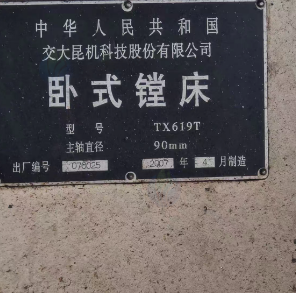 中华人民共和国
交大昆机科技股份有限公司
卧式镗床
型号 TX619T
主轴直径 90mm
出厂编号 078025 2007 年 4 月制造